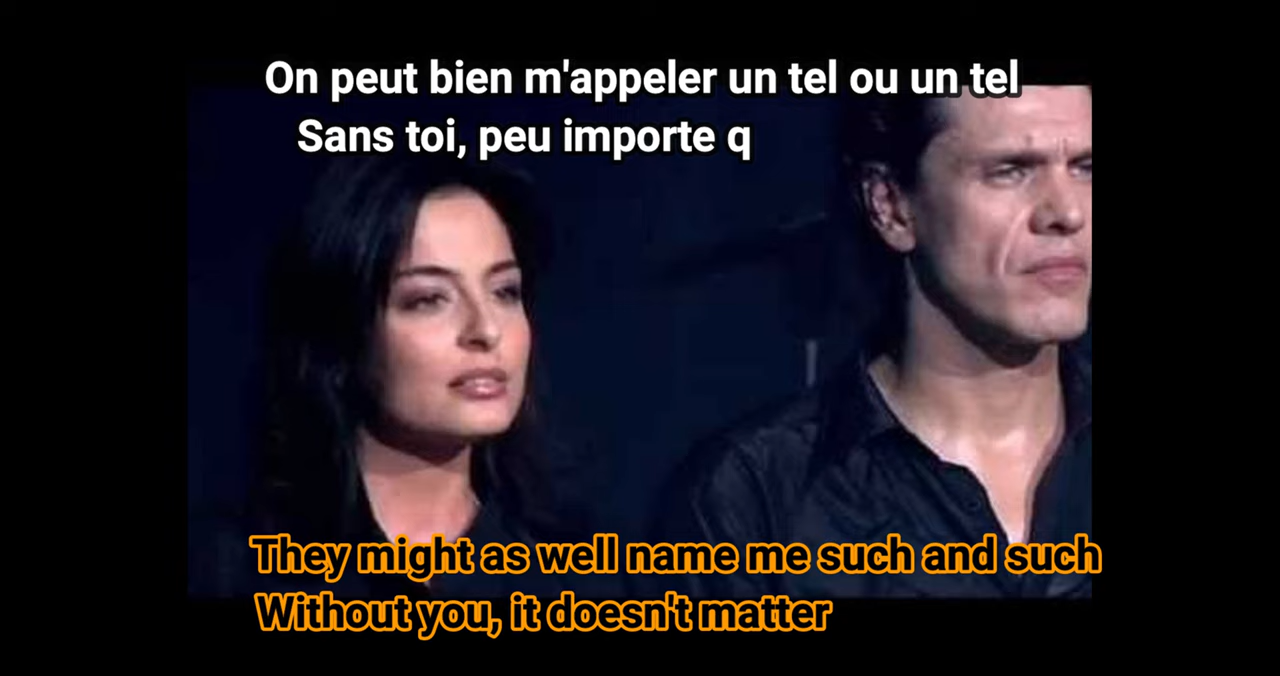 On peut bien m'appeler un tel ou un tel
Sans toi, peu importe q
They might as well name me such and such
Without you, it doesn't matter